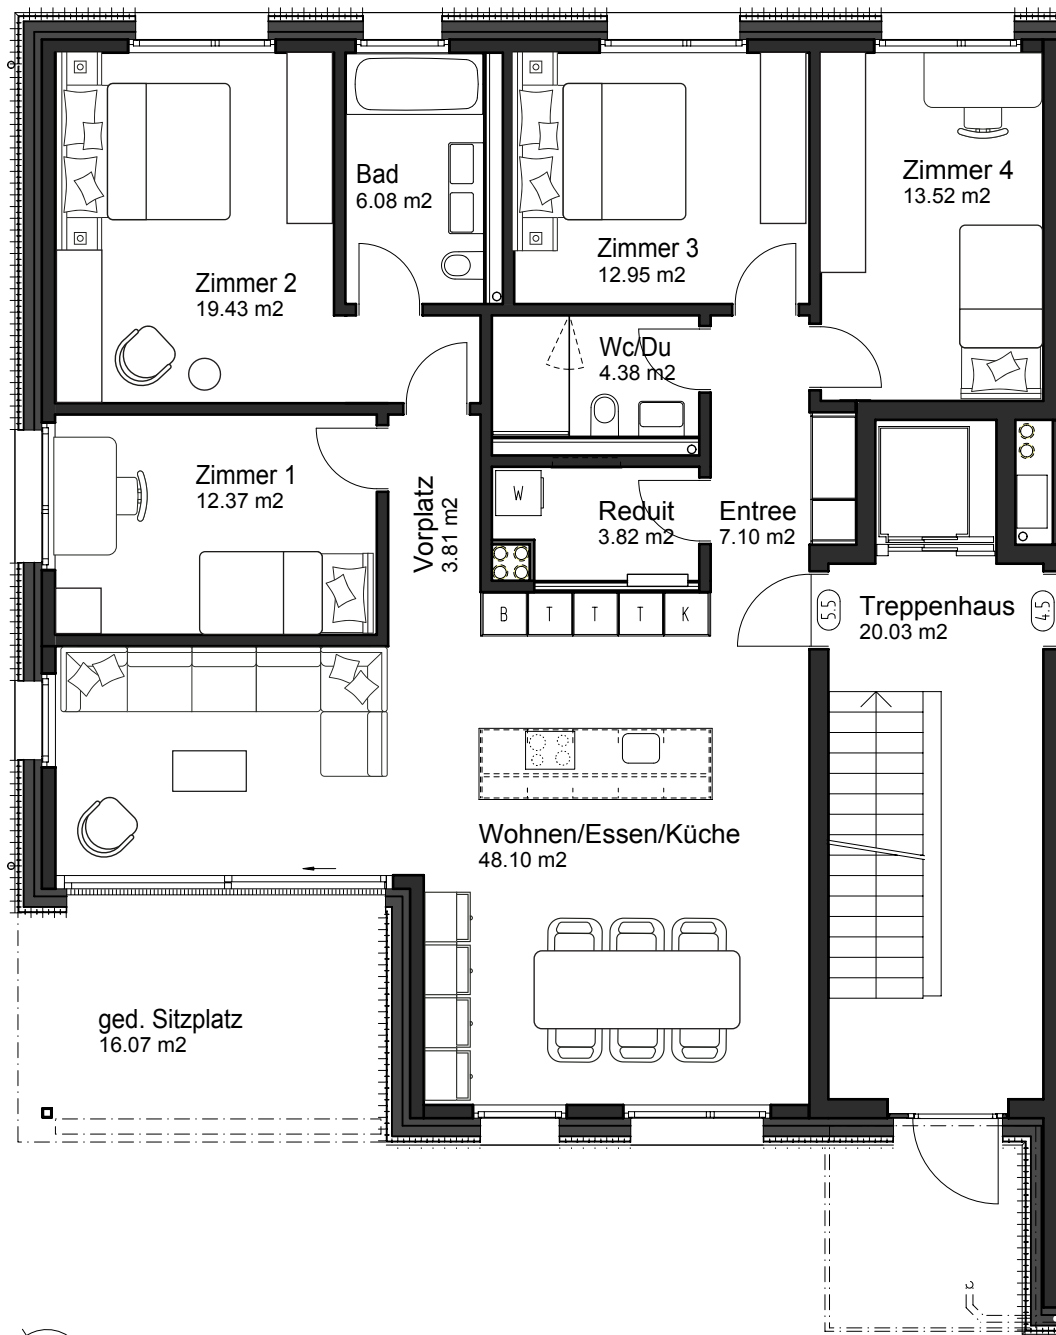 Bad
6.08 m2
Zimmer 4
13.52 m2
Zimmer 3
12.95 m2
Zimmer 2
19.43 m2
Wc/Du
4.38 m2
Zimmer 1
12.37 m2
Vorplatz
3.81 m2
W
Reduit
3.82 m2
Entree
7.10 m2
B
T
T
T
K
5.5
Treppenhaus
20.03 m2
4.5
Wohnen/Essen/Küche
48.10 m2
ged. Sitzplatz
16.07 m2